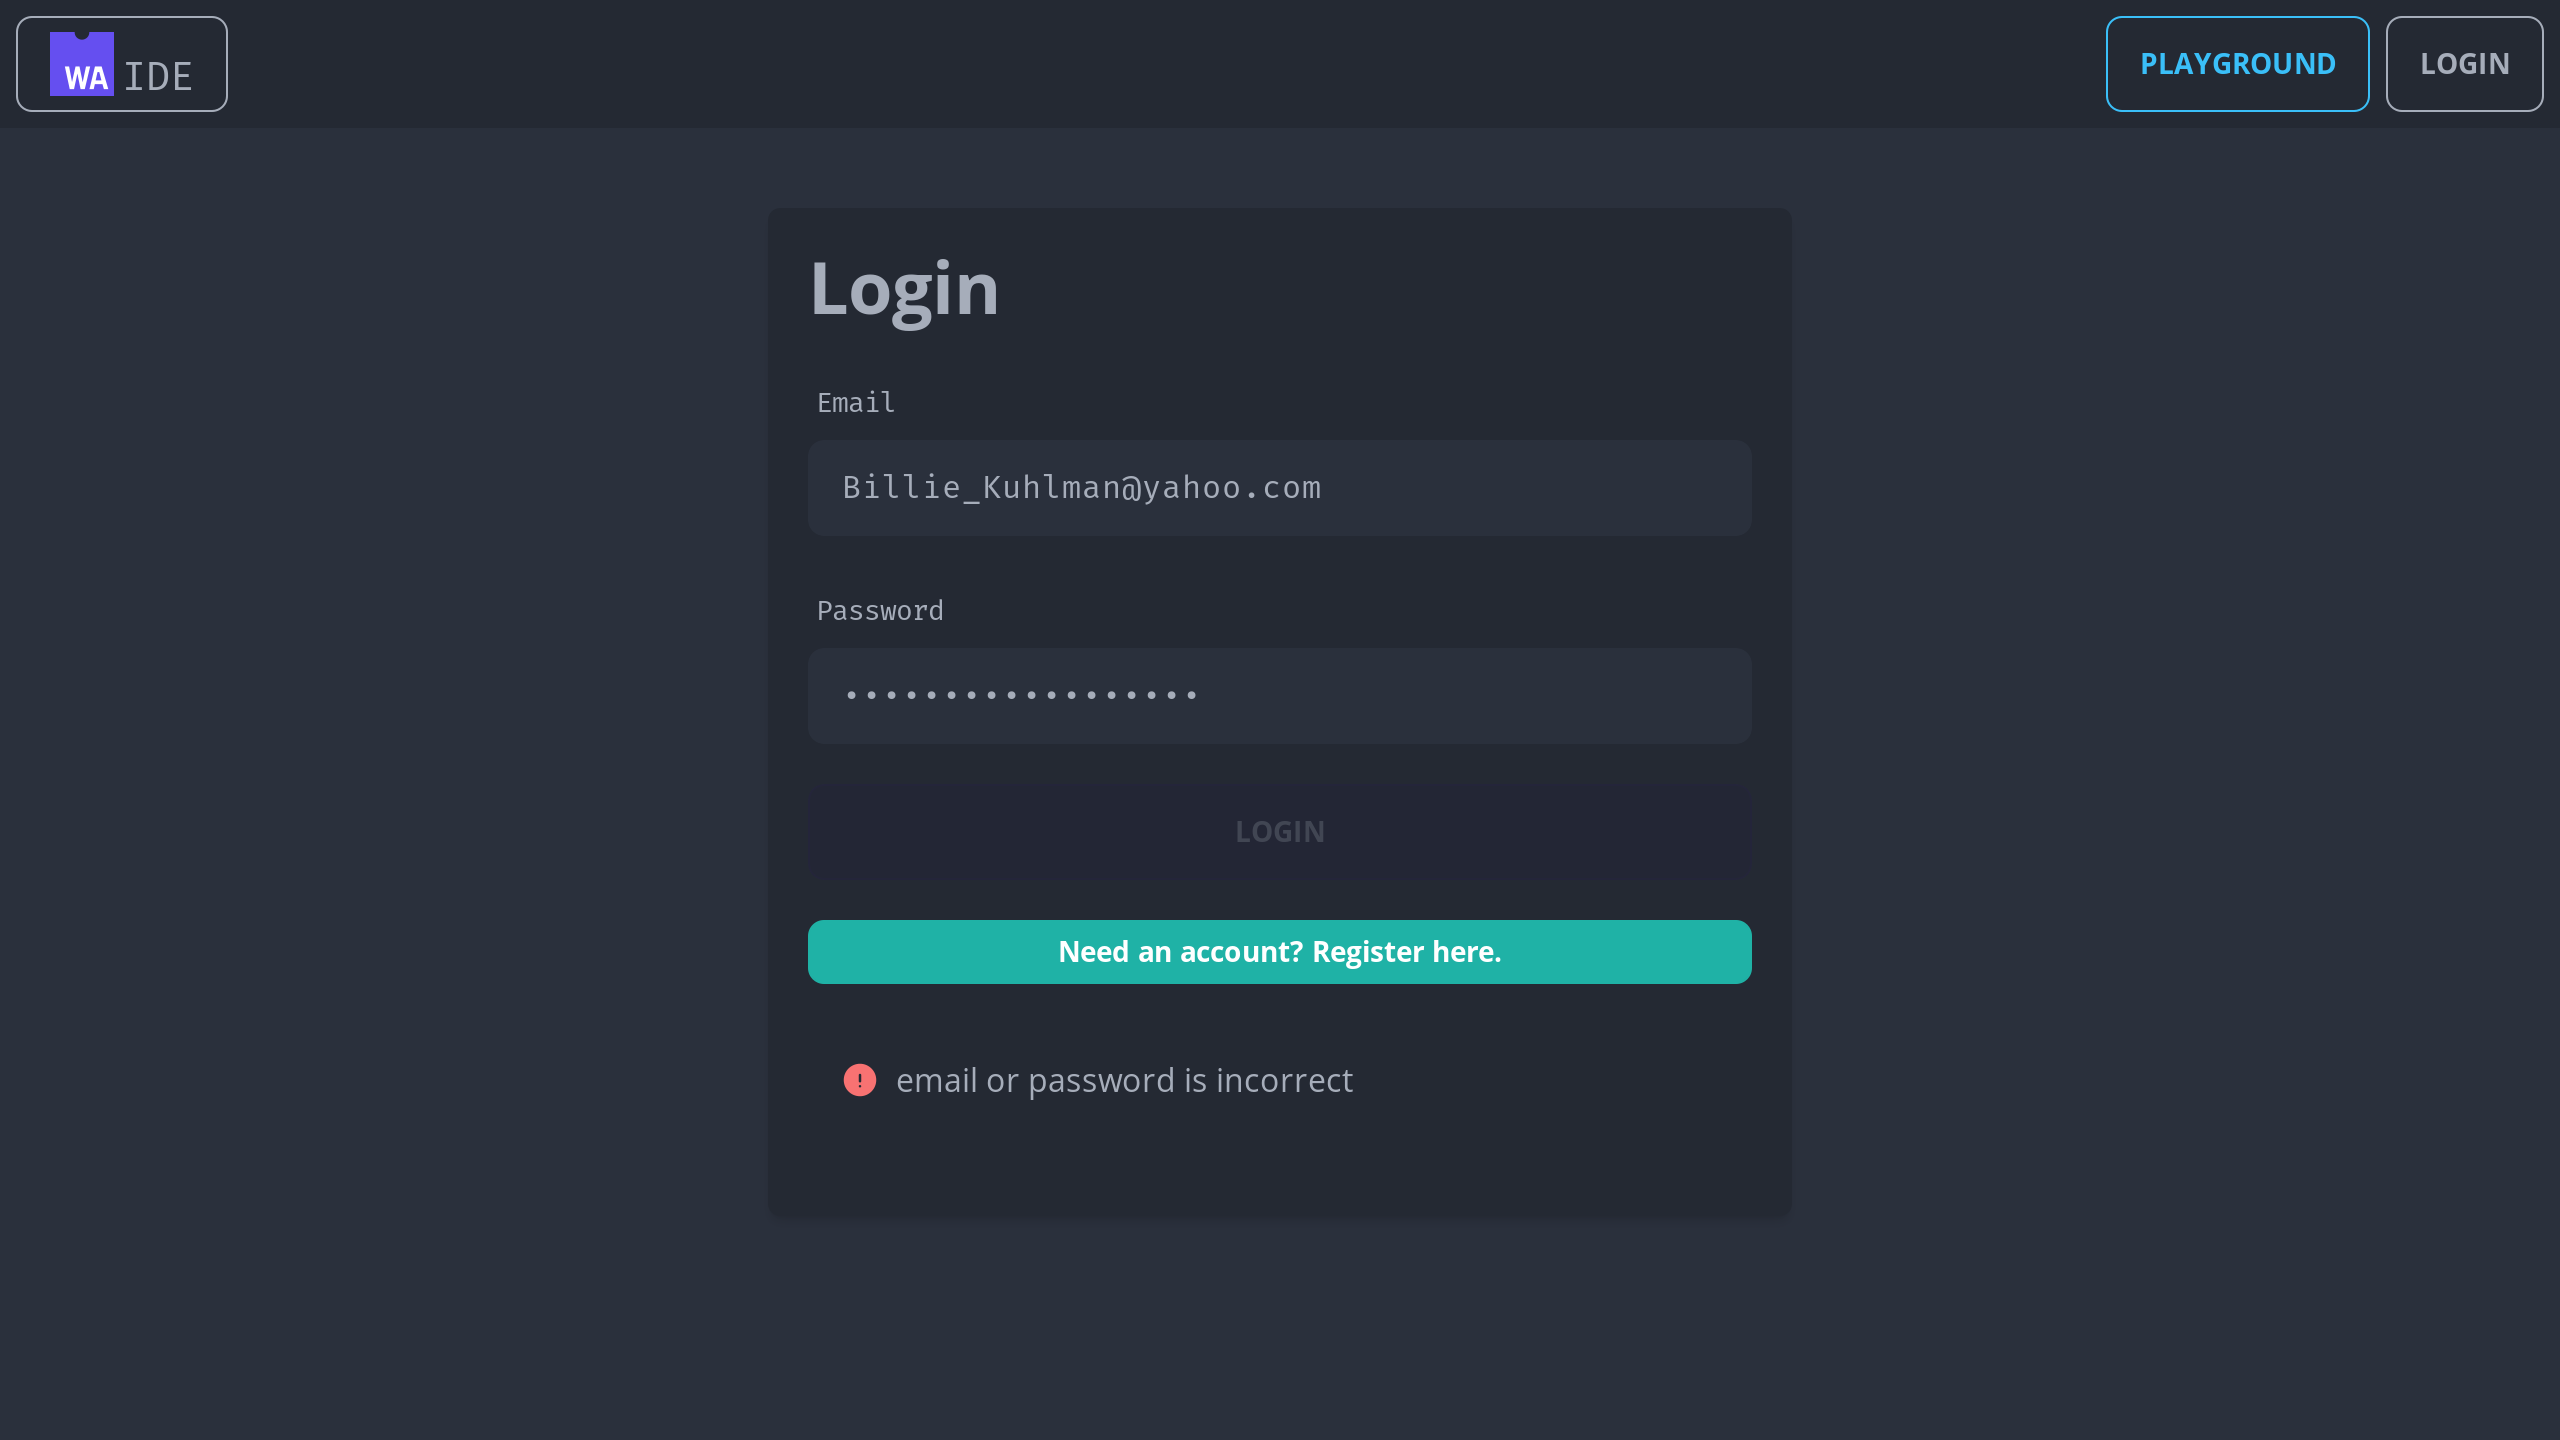 WA IDE
PLAYGROUND
LOGIN
Login
Email
Billie_Kuhlman@yahoo.com
Password
••••••••••••••••••
LOGIN
Need an account? Register here.
email or password is incorrect